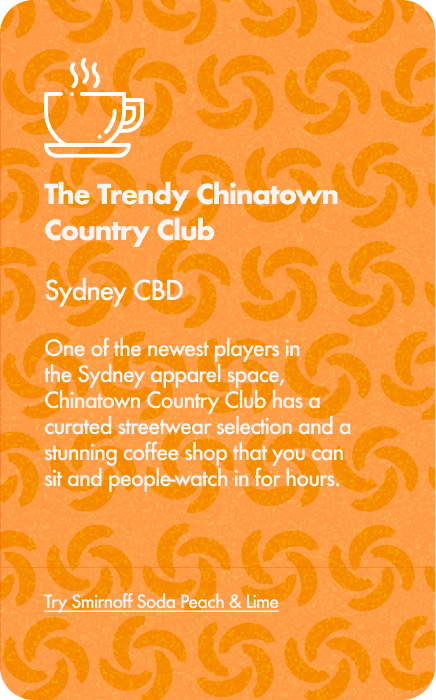 The Trendy Chinatown
Country Club
Sydney CBD
One of the newest players in
the Sydney apparel space,
Chinatown Country Club has a
curated streetwear selection and a
stunning coffee shop that you can
sit and people-watch in for hours.
Try Smirnoff Soda Peach & Lime